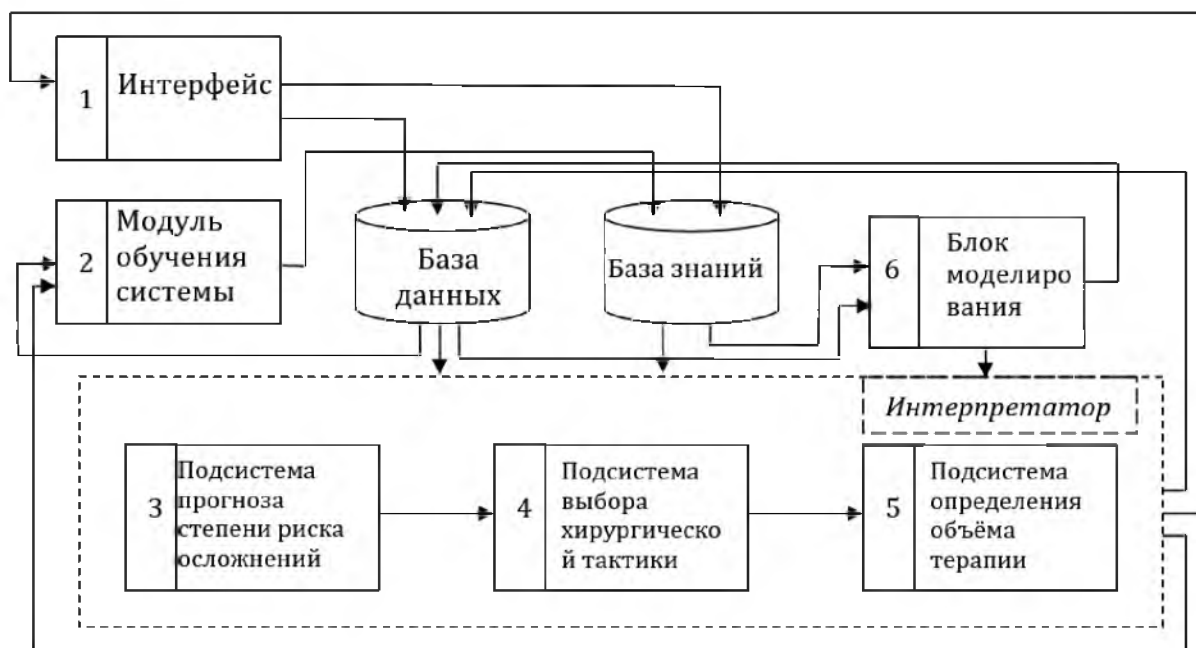 1
Интерфейс
2
Модуль
обучения
системы
База
данных
База знаний
6
Блок
моделиро
вания
Интерпретатор
3
Подсистема
прогноза
степени риска
осложнений
4
Подсистема
выбора
хирургическо
й тактики
5
Подсистема
определения
объёма
терапии